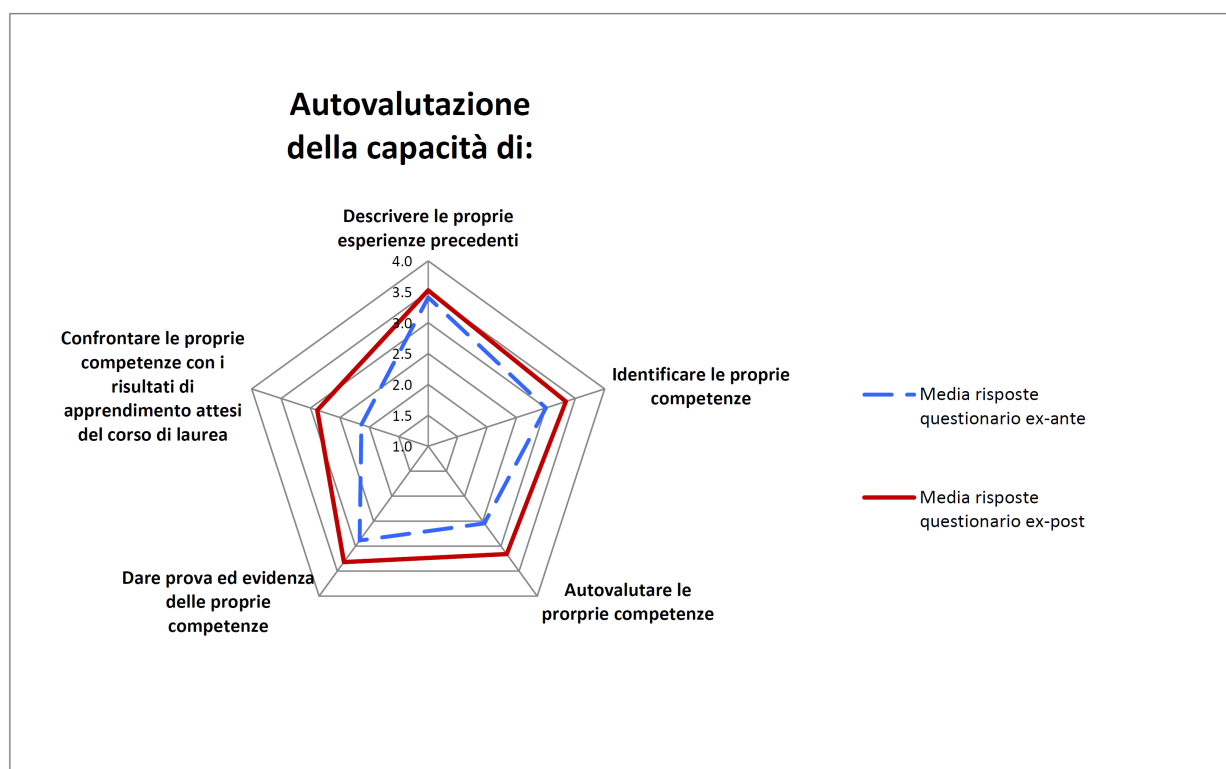 Autovalutazione
della capacità di:
Descrivere le proprie
esperienze precedenti
4.0
3.5
3.0
2.5
2.0
1.5
1.0
Confrontare le proprie
competenze con i
risultati di
apprendimento attesi
del corso di laurea
Identificare le proprie
competenze
Media risposte
questionario ex-ante
Media risposte
questionario ex-post
Dare prova ed evidenza
delle proprie
competenze
Autovalutare le
prorprie competenze